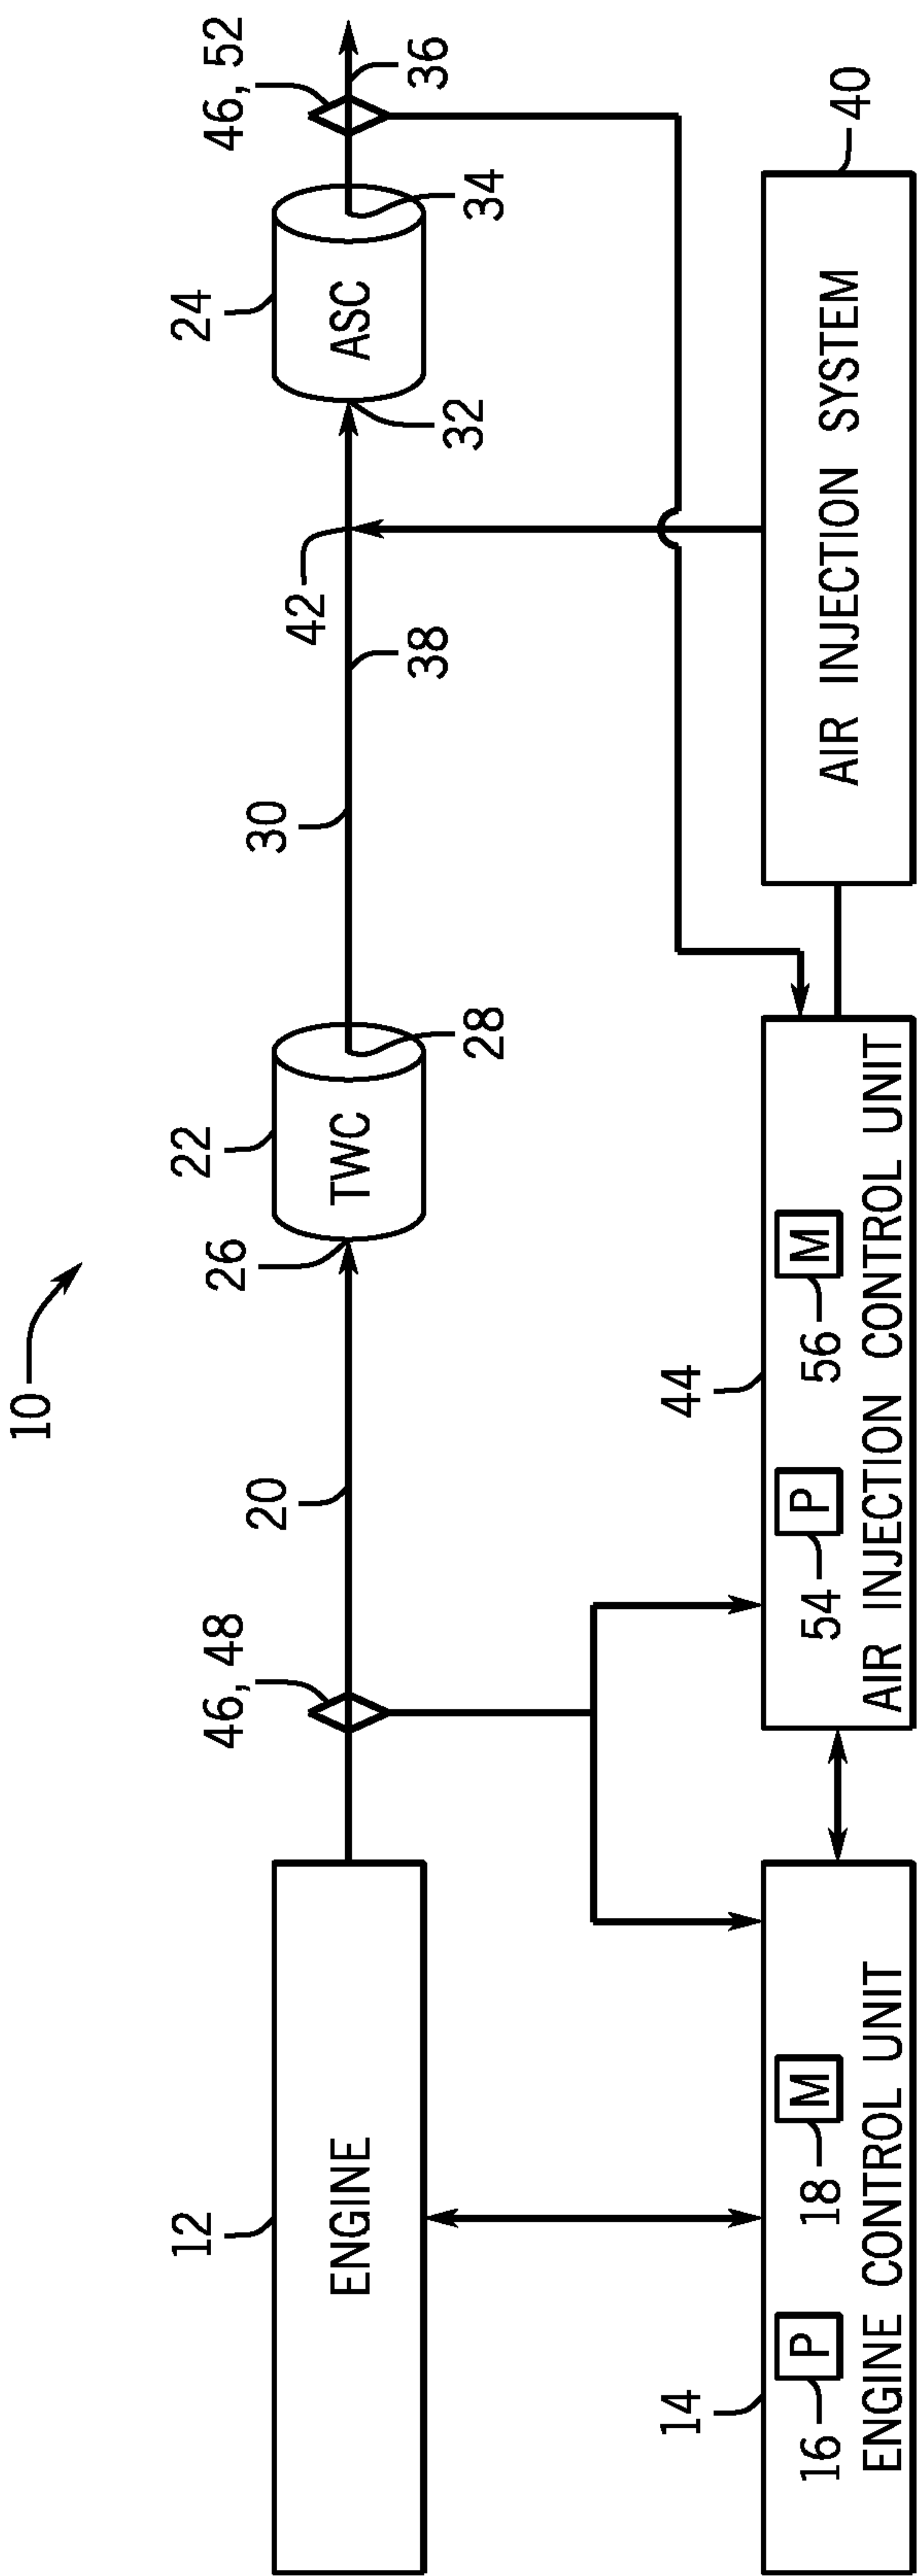 10
46, 48
20
26
22
30
42
24
46, 52
12
ENGINE
TWC
28
38
32
ASC
34
36
14
16
P
18
M
ENGINE CONTROL UNIT
44
54
P
56
M
AIR INJECTION CONTROL UNIT
AIR INJECTION SYSTEM
40